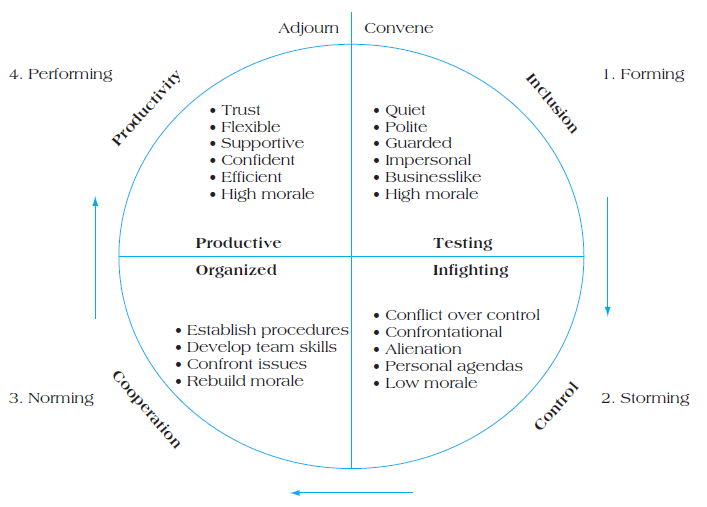 Adjourn
Convene
4. Performing
1. Forming
Productivity
Inclusion
• Trust
• Flexible
• Supportive
• Confident
• Efficient
• High morale
• Quiet
• Polite
• Guarded
• Impersonal
• Businesslike
• High morale
Productive
Testing
Organized
Infighting
• Establish procedures
• Develop team skills
• Confront issues
• Rebuild morale
• Conflict over control
• Confrontational
• Alienation
• Personal agendas
• Low morale
3. Norming
2. Storming
Cooperation
Control